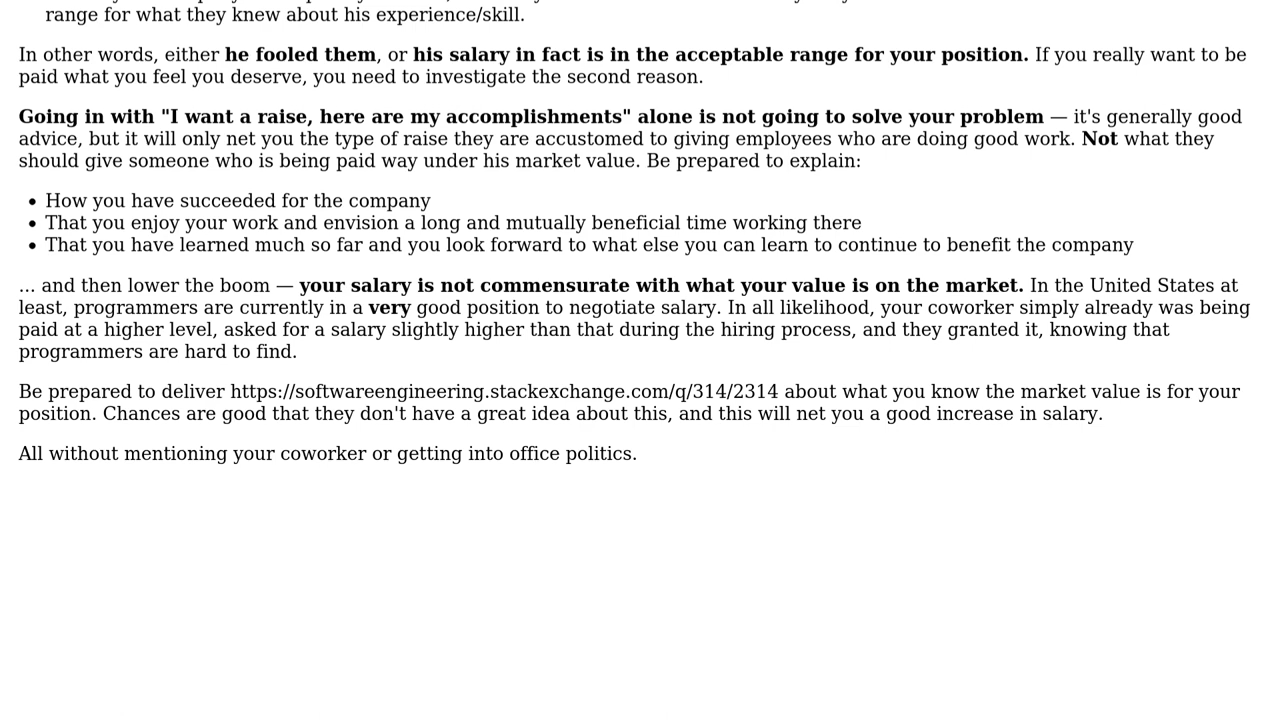 range for what they knew about his experience/skill.
In other words, either he fooled them, or his salary in fact is in the acceptable range for your position. If you really want to be
paid what you feel you deserve, you need to investigate the second reason.
Going in with "I want a raise, here are my accomplishments" alone is not going to solve your problem — it's generally good
advice, but it will only net you the type of raise they are accustomed to giving employees who are doing good work. Not what they
should give someone who is being paid way under his market value. Be prepared to explain:
• How you have succeeded for the company
• That you enjoy your work and envision a long and mutually beneficial time working there
• That you have learned much so far and you look forward to what else you can learn to continue to benefit the company
... and then lower the boom — your salary is not commensurate with what your value is on the market. In the United States at
least, programmers are currently in a very good position to negotiate salary. In all likelihood, your coworker simply already was being
paid at a higher level, asked for a salary slightly higher than that during the hiring process, and they granted it, knowing that
programmers are hard to find.
Be prepared to deliver https://softwareengineering.stackexchange.com/q/314/2314 about what you know the market value is for your
position. Chances are good that they don't have a great idea about this, and this will net you a good increase in salary.
All without mentioning your coworker or getting into office politics.